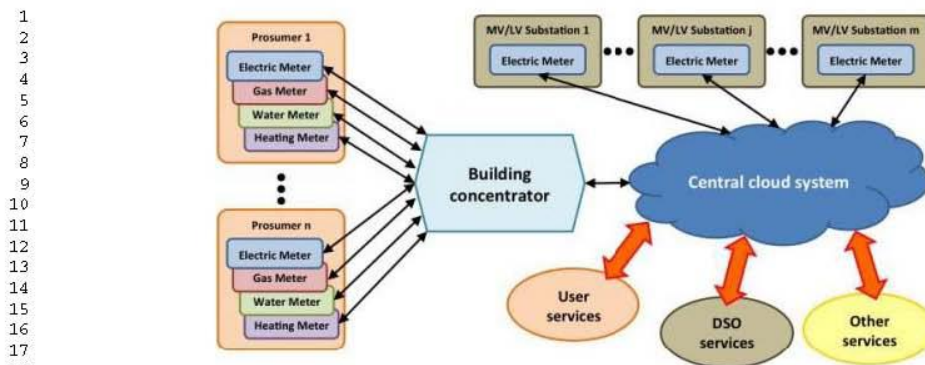 1
2
3
4
5
6
7
8
9
10
11
12
13
14
15
16
17
Prosumer 1
Electric Meter
Gas Meter
Water Meter
Heating Meter
Prosumer n
Electric Meter
Gas Meter
Water Meter
Heating Meter
Building
concentrator
MV/LV Substation 1
Electric Meter
MV/LV Substation j
Electric Meter
MV/LV Substation m
Electric Meter
Central cloud system
User
services
DSO
services
Other
services